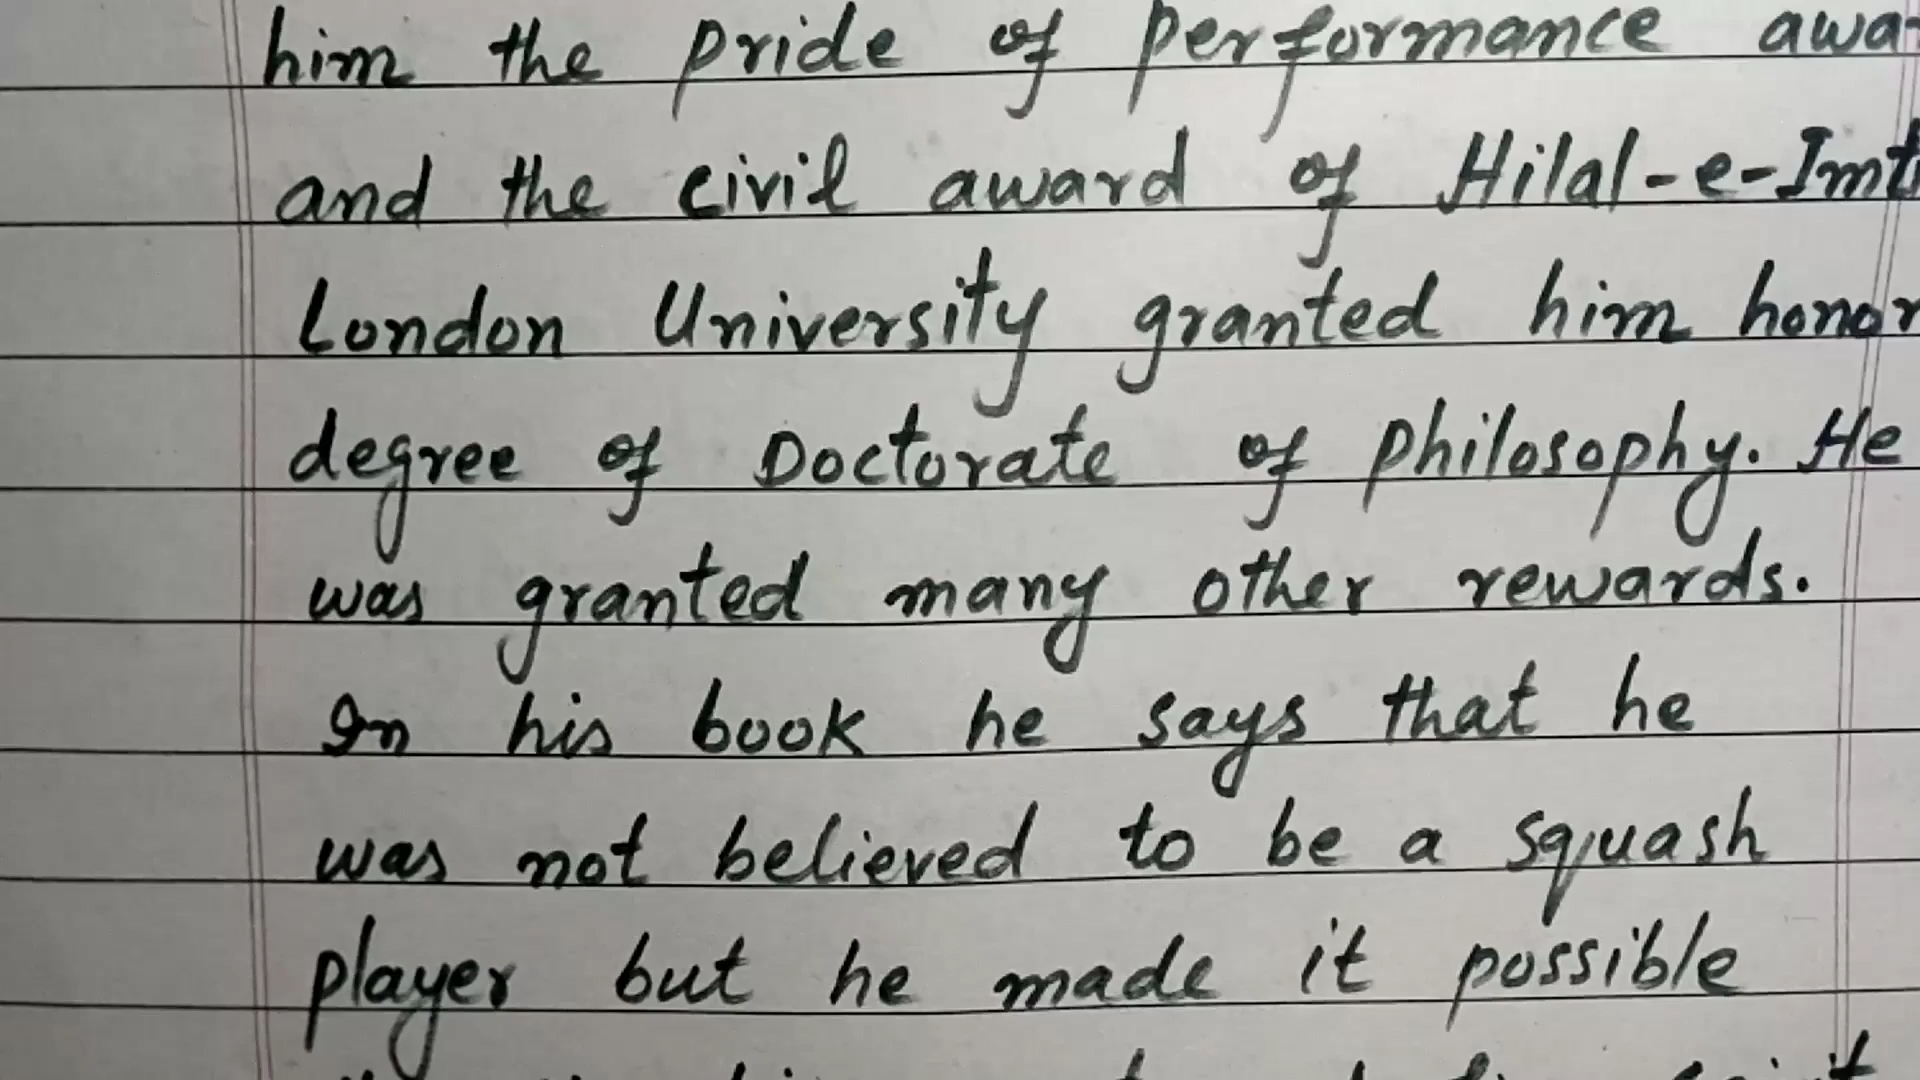 him the pride of performance awa
and the civil award of Hilal-e-Imt
London University granted him honor
degree of Doctorate of philosophy. He
was granted many other rewards.
In his book he says that he
was not believed to be a squash
player but he made it possible